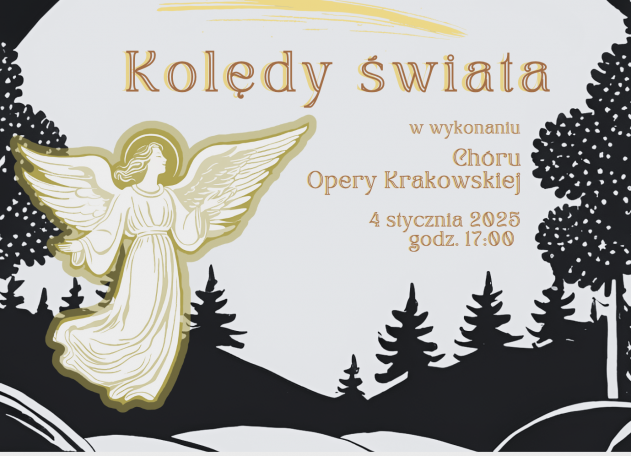 Kolędy świata
w wykonaniu
Chóru
Opery Krakowskiej
4 stycznia 2025
godz. 17:00